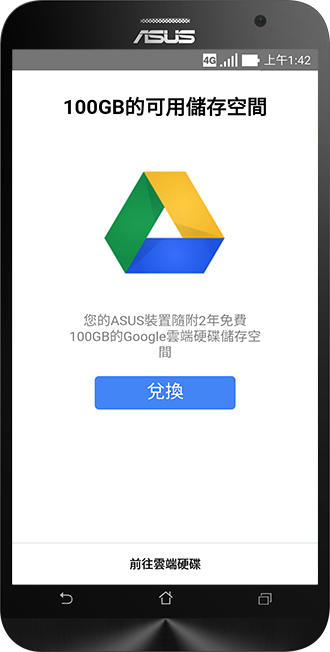 ASUS
4G 上午1:42
100GB的可用儲存空間
您的ASUS裝置隨附2年免費
100GB的Google雲端硬碟儲存空
間
兌換
前往雲端硬碟